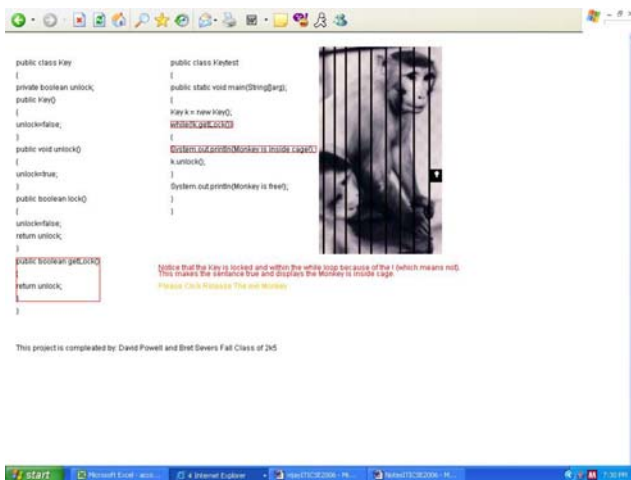 public class Key
{
private boolean unlock;
public Key()
{
unlock=false;
}
public void unlock()
{
unlock=true;
}
public boolean lock()
{
unlock=false;
return unlock;
}
public boolean getLock()
{
return unlock;
}
}
public class Keytest
{
public static void main(String[]arg);
{
Key k = new Key();
while(!k.getLock())
{
System.out.println(Monkey is inside cage!);
k.unlock();
}
System.out.println(Monkey is free!);
}
}
Notice that the Key is locked and within the while loop because of the ! (which means not).
This makes the sentance true and displays the Monkey is inside cage.
Please Click Release The
Monkey
This project is compleated by: David Powell and Bret Severs Fall Class of 2k5
start
Microsoft Excel - acco...
4 Internet Explorer
NotesITICSE2006 - M...
7:30 PM